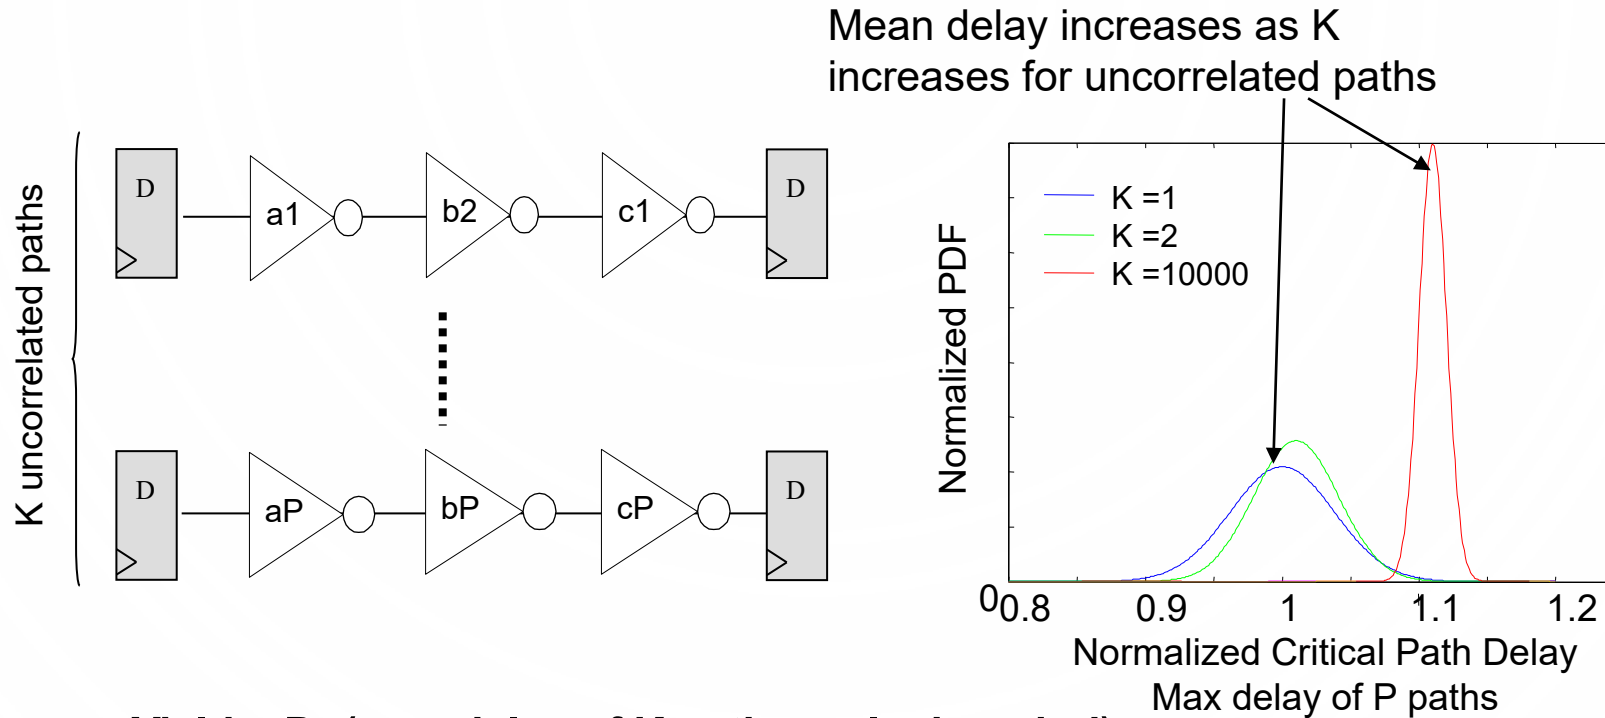 Mean delay increases as K
increases for uncorrelated paths
K uncorrelated paths
D
a1
b2
c1
D
D
aP
bP
cP
D
Normalized PDF
K =1
K =2
K =10000
0
0.8
0.9
1
1.1
1.2
Normalized Critical Path Delay
Max delay of P paths